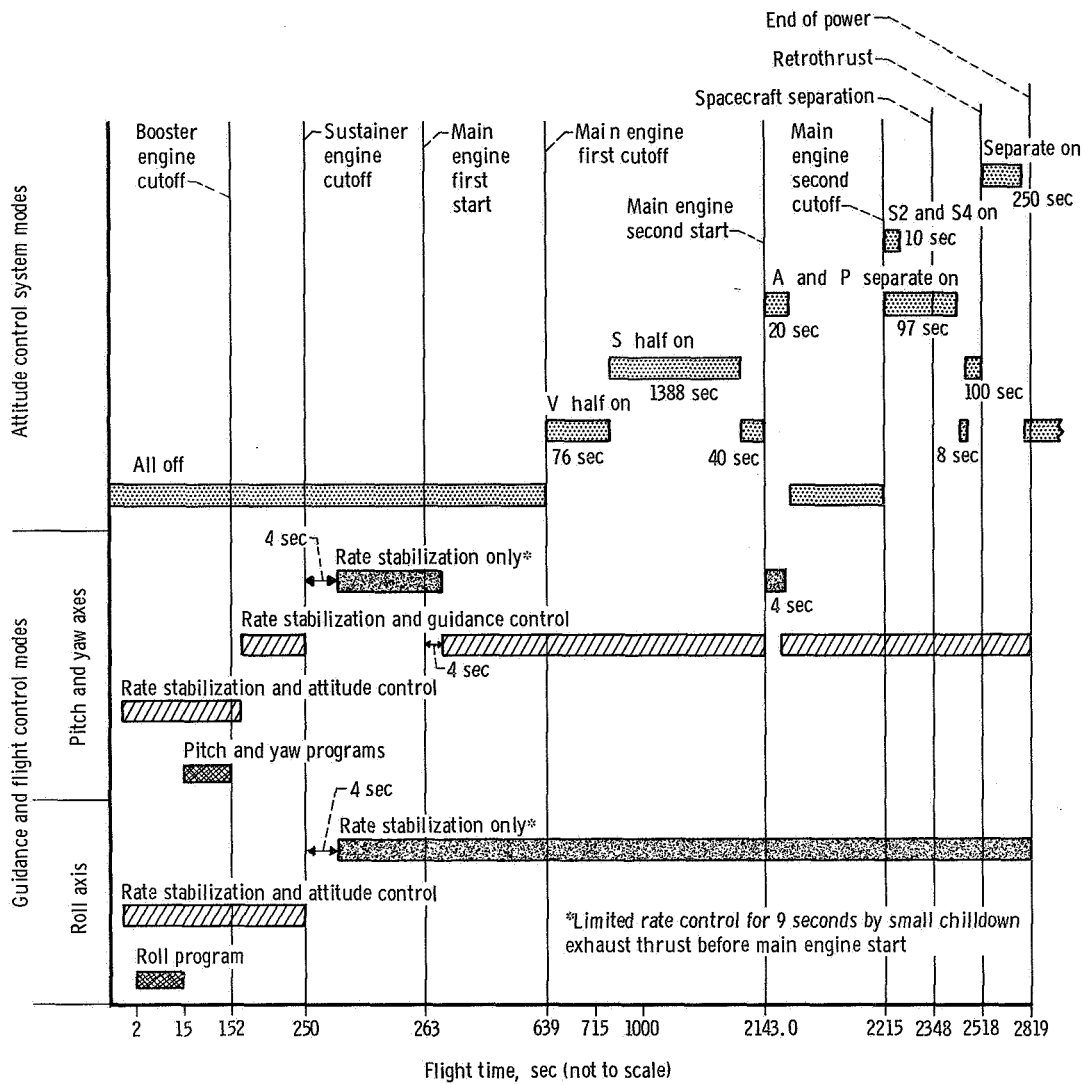 End of power
Retrothrust
Spacecraft separation
Booster
engine
cutoff
Sustainer
engine
cutoff
Main
engine
first
start
Main engine
first cutoff
Main
engine
second
cutoff
Separate on
250 sec
Main engine
second start
S2 and S4 on
10 sec
A and P separate on
20 sec
97 sec
S half on
1388 sec
100 sec
V half on
76 sec
40 sec
8 sec
All off
4 sec
Rate stabilization only*
4 sec
Rate stabilization and guidance control
4 sec
Rate stabilization and attitude control
Pitch and yaw programs
4 sec
Rate stabilization only*
Rate stabilization and attitude control
*Limited rate control for 9 seconds by small chilldown
exhaust thrust before main engine start
Roll program
Attitude control system modes
Guidance and flight control modes
Pitch and yaw axes
Roll axis
2 15 152 250 263 639 715 1000 2143.0 2215 2348 2518 2819
Flight time, sec (not to scale)